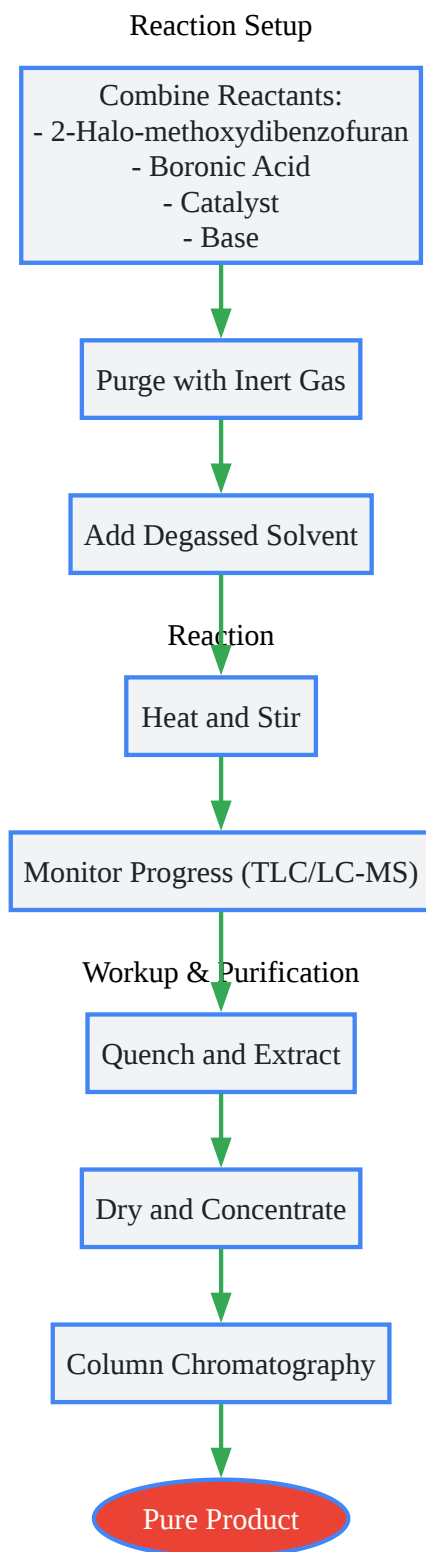 Reaction Setup
Combine Reactants:
- 2-Halo-methoxydibenzofuran
- Boronic Acid
- Catalyst
- Base
Purge with Inert Gas
Add Degassed Solvent
Reaction
Heat and Stir
Monitor Progress (TLC/LC-MS)
Workup & Purification
Quench and Extract
Dry and Concentrate
Column Chromatography
Pure Product